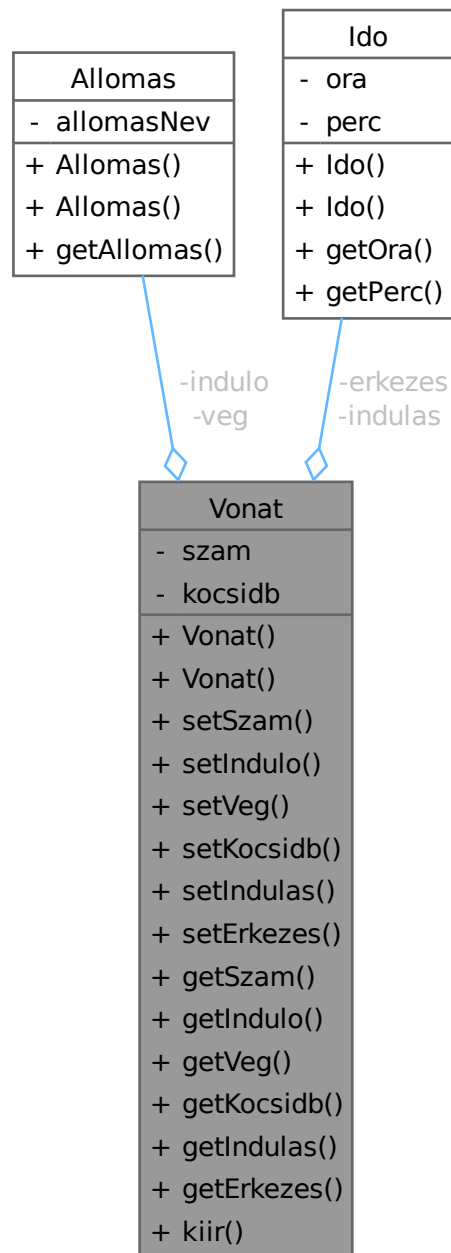 Allomas
- allomasNev
+ Allomas()
+ Allomas()
+ getAllomas()
Ido
- ora
- perc
+ Ido()
+ Ido()
+ getOra()
+ getPerc()
-indulo
-veg
-erkezes
-indulas
Vonat
- szam
- kocsidb
+ Vonat()
+ Vonat()
+ setSzam()
+ setIndulo()
+ setVeg()
+ setKocsidb()
+ setIndulas()
+ setErkezes()
+ getSzam()
+ getIndulo()
+ getVeg()
+ getKocsidb()
+ getIndulas()
+ getErkezes()
+ kiir()